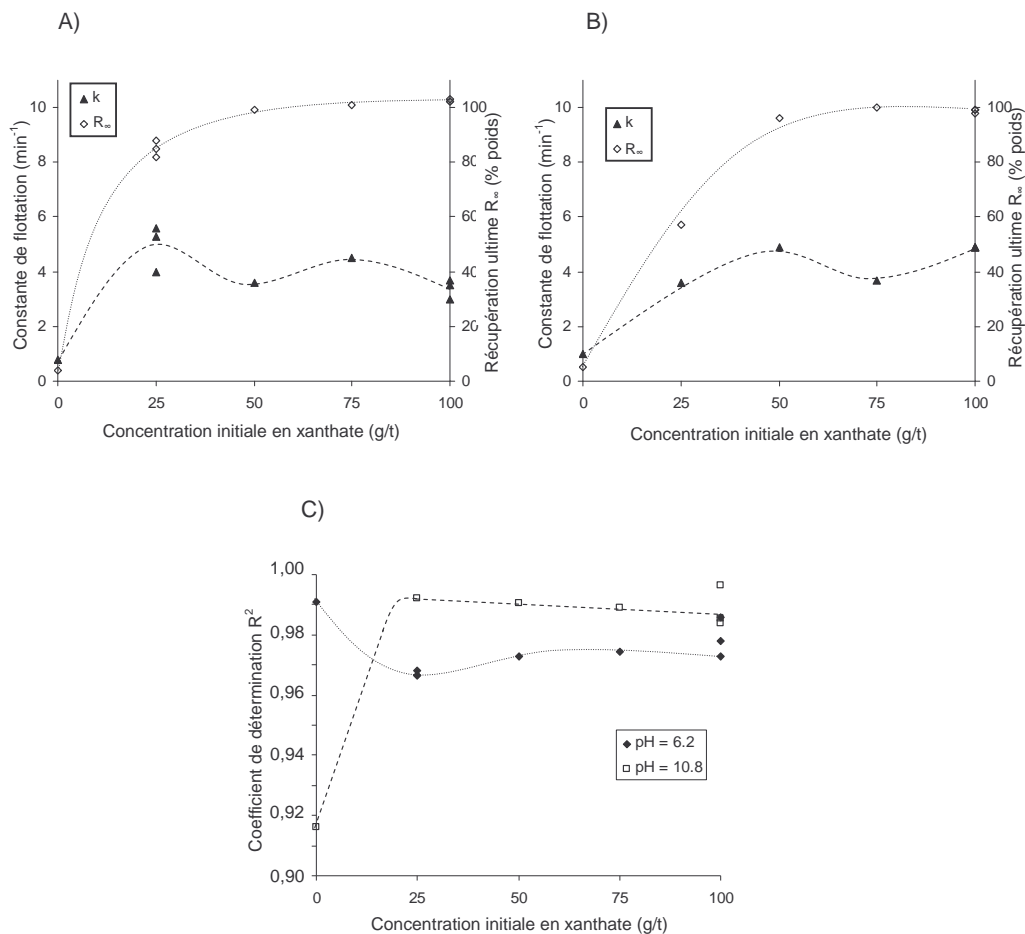 A)
k
R∞
Constante de flottation (min-1)
10
8
6
4
2
0
100
80
60
40
20
0
Récupération ultime R∞ (% poids)
0 25 50 75 100
Concentration initiale en xanthate (g/t)
B)
k
R∞
Constante de flottation (min-1)
10
8
6
4
2
0
100
80
60
40
20
0
Récupération ultime R∞ (% poids)
0 25 50 75 100
Concentration initiale en xanthate (g/t)
C)
Coefficient de détermination R2
1,00
0,98
0,96
0,94
0,92
0,90
pH = 6.2
pH = 10.8
0 25 50 75 100
Concentration initiale en xanthate (g/t)